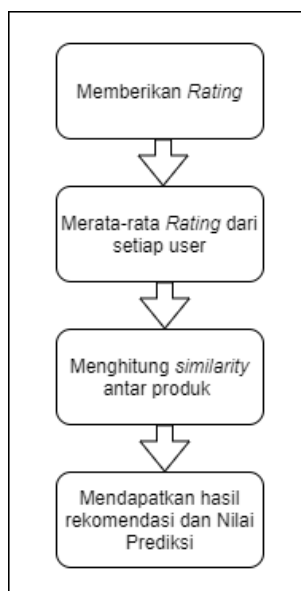 Memberikan Rating
Merata-rata Rating dari
setiap user
Menghitung similarity
antar produk
Mendapatkan hasil
rekomendasi dan Nilai
Prediksi